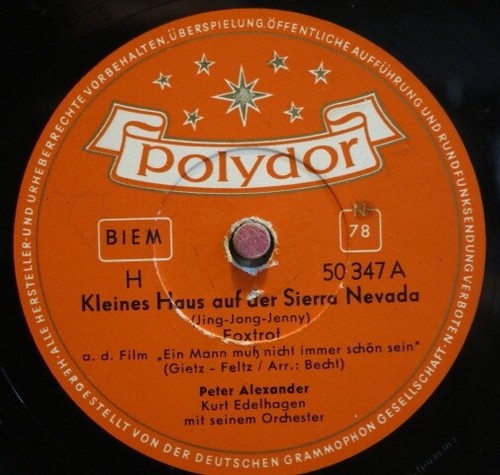 ALLE HERSTELLER- UND URHEBERRECHTE VORBEHALTEN. ÜBERSPIELUNG, ÖFFENTLICHE AUFFÜHRUNG UND RUNDFUNKSENDUNG VERBOTEN!
polydor
BIEM
N
78
H
50 347 A
Kleines Haus auf der Sierra Nevada
(Jing-Jong-Jenny)
Foxtrot
a. d. Film „Ein Mann muß nicht immer schön sein"
(Gietz - Feltz / Arr.: Becht)
Peter Alexander
Kurt Edelhagen
mit seinem Orchester
HERGESTELLT VON DER DEUTSCHEN GRAMMOPHON GESELLSCHAFT